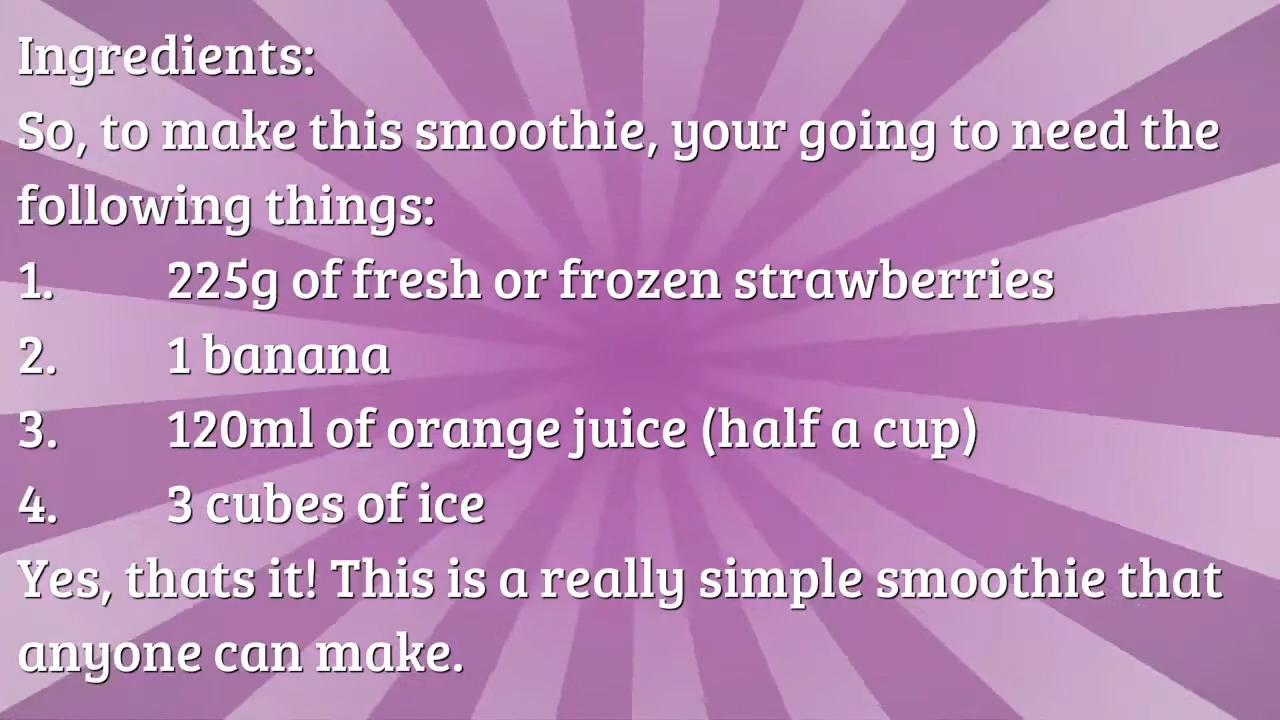 Ingredients:
So, to make this smoothie, your going to need the
following things:
1. 225g of fresh or frozen strawberries
2. 1 banana
3. 120ml of orange juice (half a cup)
4. 3 cubes of ice
Yes, thats it! This is a really simple smoothie that
anyone can make.